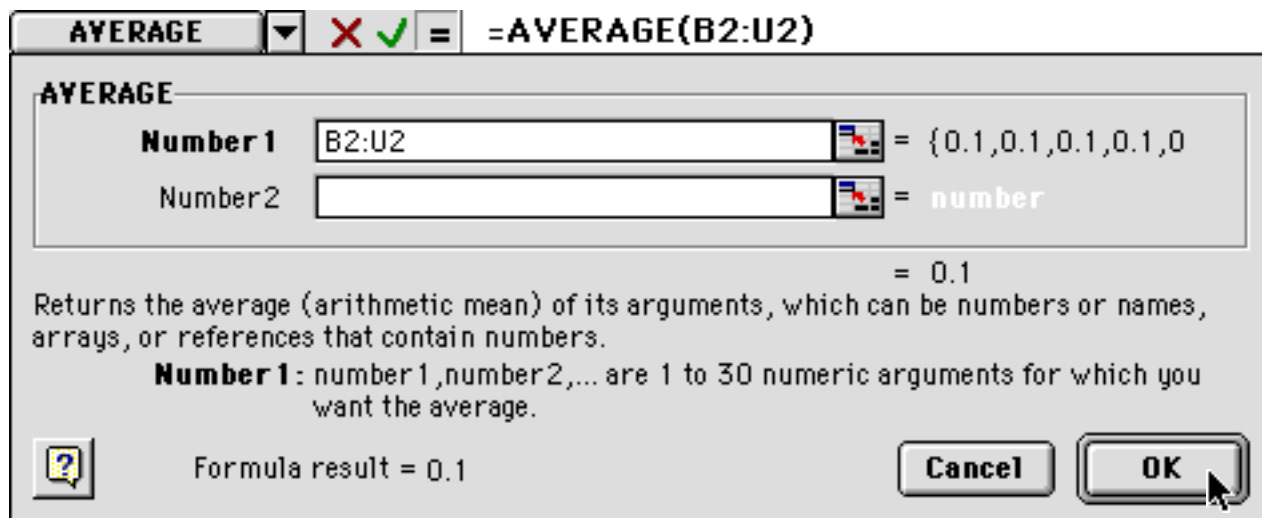 AVERAGE = =AVERAGE(B2:U2)
AVERAGE
Number1 B2:U2 = {0.1,0.1,0.1,0.1,0
Number2 = number
= 0.1
Returns the average (arithmetic mean) of its arguments, which can be numbers or names,
arrays, or references that contain numbers.
Number1: number1,number2,... are 1 to 30 numeric arguments for which you
want the average.
? Formula result = 0.1 Cancel OK